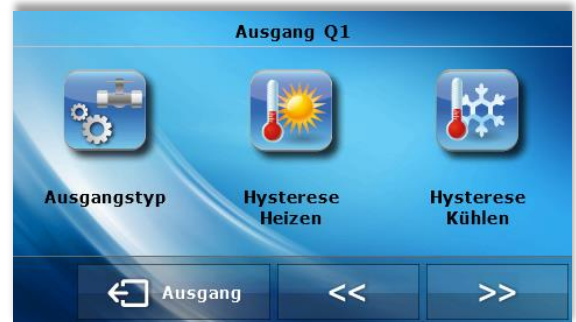 Ausgang Q1
Ausgangstyp
Hysterese
Heizen
Hysterese
Kühlen
Ausgang
<<
>>